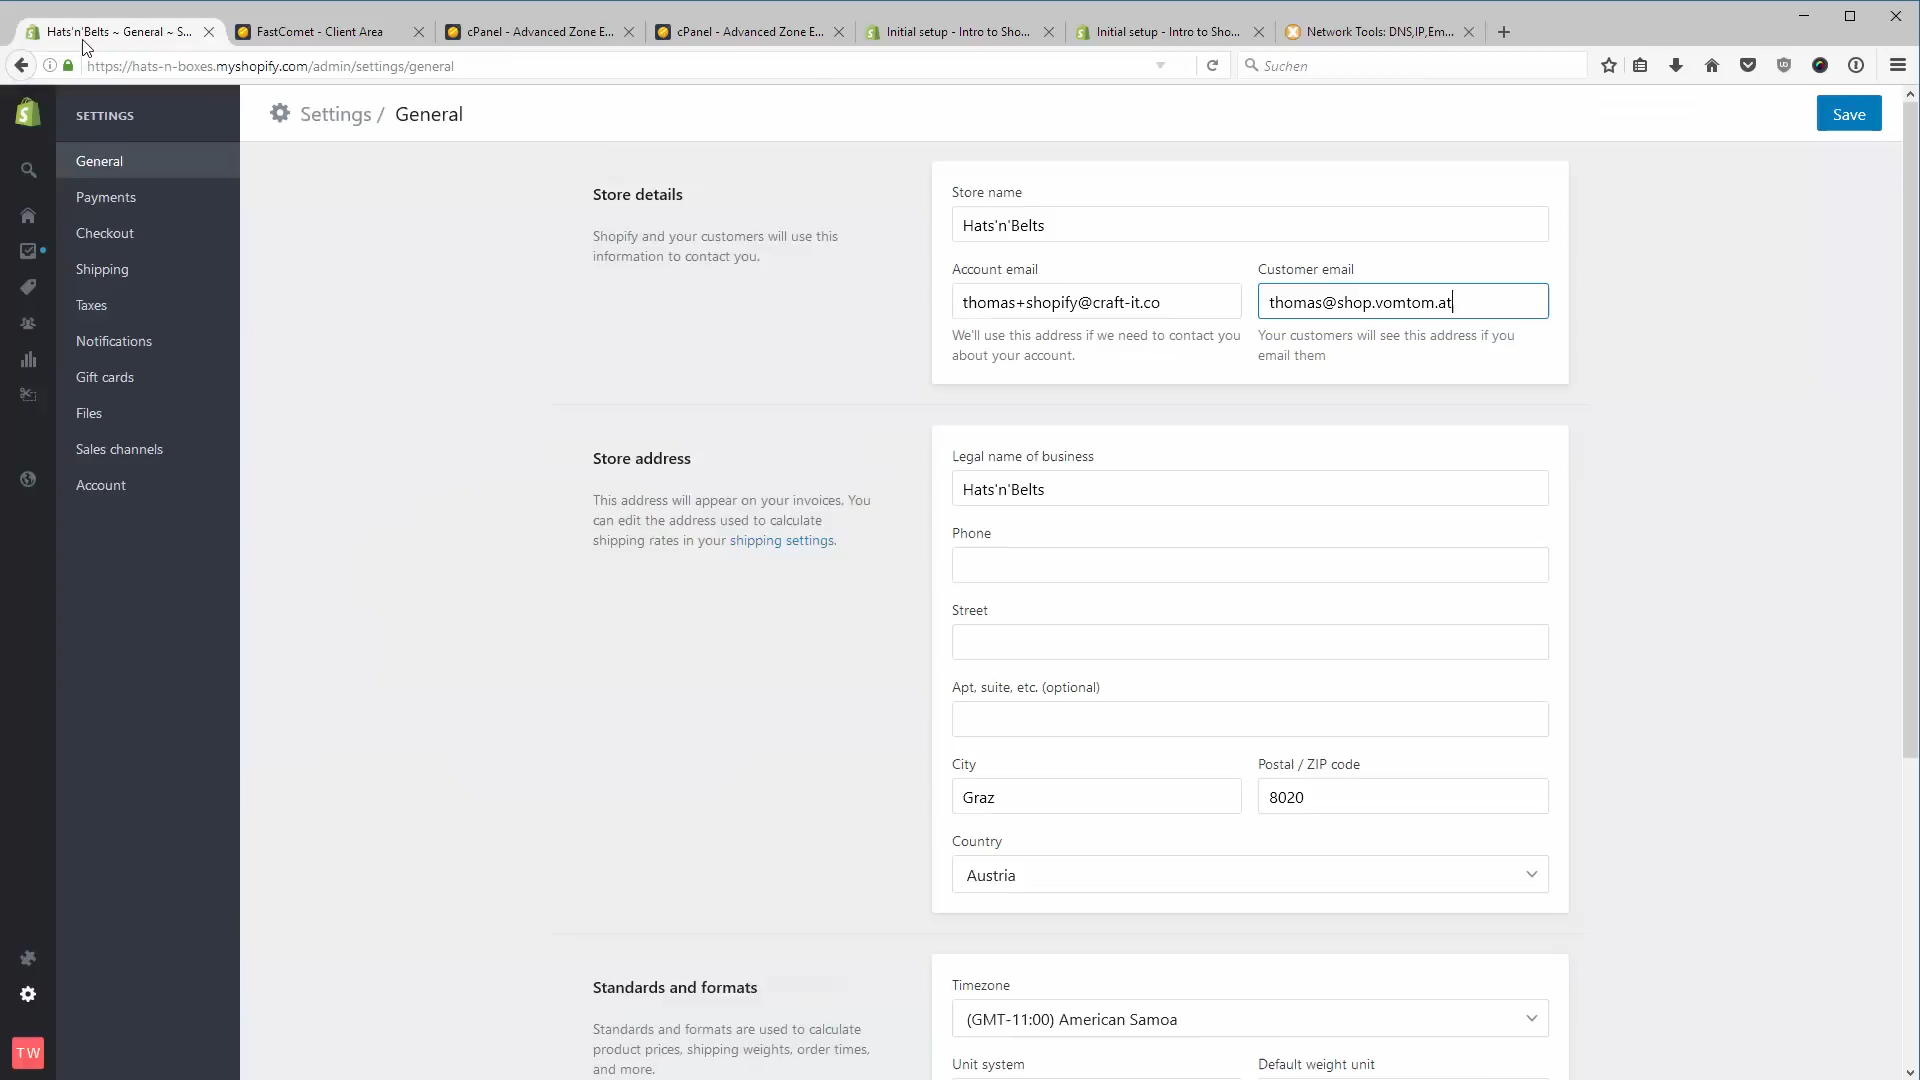 Hats'n'Belts ~ General ~ S...
FastComet - Client Area
cPanel - Advanced Zone E...
cPanel - Advanced Zone E...
Initial setup - Intro to Sho...
Initial setup - Intro to Sho...
Network Tools: DNS,IP,Em...
https://hats-n-boxes.myshopify.com/admin/settings/general
Suchen
SETTINGS
General
Payments
Checkout
Shipping
Taxes
Notifications
Gift cards
Files
Sales channels
Account
TW
Settings / General
Save
Store details
Shopify and your customers will use this
information to contact you.
Store name
Hats'n'Belts
Account email
Customer email
thomas+shopify@craft-it.co
thomas@shop.vomtom.at
We'll use this address if we need to contact you
about your account.
Your customers will see this address if you
email them
Store address
This address will appear on your invoices. You
can edit the address used to calculate
shipping rates in your shipping settings.
Legal name of business
Hats'n'Belts
Phone
Street
Apt, suite, etc. (optional)
City
Postal / ZIP code
Graz
8020
Country
Austria
Standards and formats
Standards and formats are used to calculate
product prices, shipping weights, order times,
and more.
Timezone
(GMT-11:00) American Samoa
Unit system
Default weight unit